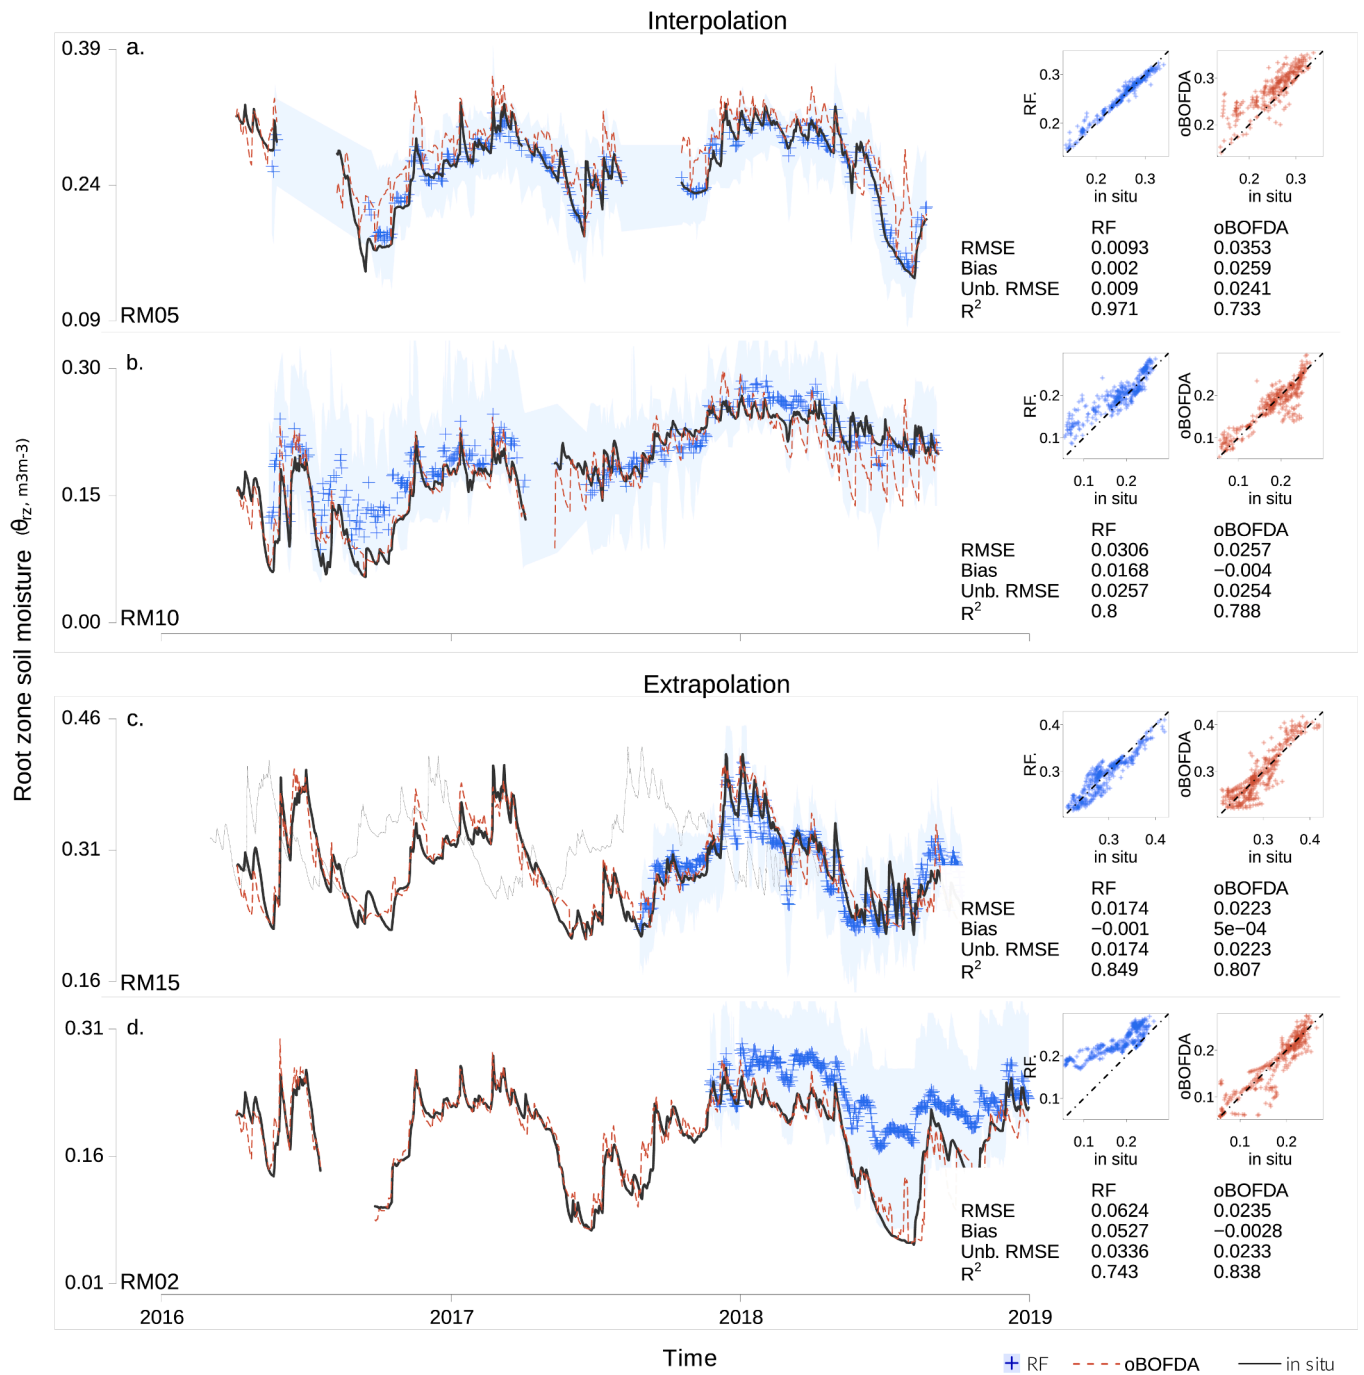 Interpolation
Root zone soil moisture (θrz, m3m-3)
a.
0.39
0.24
0.09
RM05
RF.
0.3
0.2
0.2 0.3
in situ
oBOFDA
0.3
0.2
0.2 0.3
in situ
RF oBOFDA
RMSE 0.0093 0.0353
Bias 0.002 0.0259
Unb. RMSE 0.009 0.0241
R2 0.971 0.733
b.
0.30
0.15
0.00
RM10
RF.
0.2
0.1
0.1 0.2
in situ
oBOFDA
0.2
0.1
0.1 0.2
in situ
RF oBOFDA
RMSE 0.0306 0.0257
Bias 0.0168 −0.004
Unb. RMSE 0.0257 0.0254
R2 0.8 0.788
Extrapolation
c.
0.46
0.31
0.16
RM15
RF.
0.4
0.3
0.3 0.4
in situ
oBOFDA
0.4
0.3
0.3 0.4
in situ
RF oBOFDA
RMSE 0.0174 0.0223
Bias −0.001 5e−04
Unb. RMSE 0.0174 0.0223
R2 0.849 0.807
d.
0.31
0.16
0.01
RM02
RF.
0.2
0.1
0.1 0.2
in situ
oBOFDA
0.2
0.1
0.1 0.2
in situ
RF oBOFDA
RMSE 0.0624 0.0235
Bias 0.0527 −0.0028
Unb. RMSE 0.0336 0.0233
R2 0.743 0.838
2016 2017 2018 2019
Time
RF oBOFDA in situ